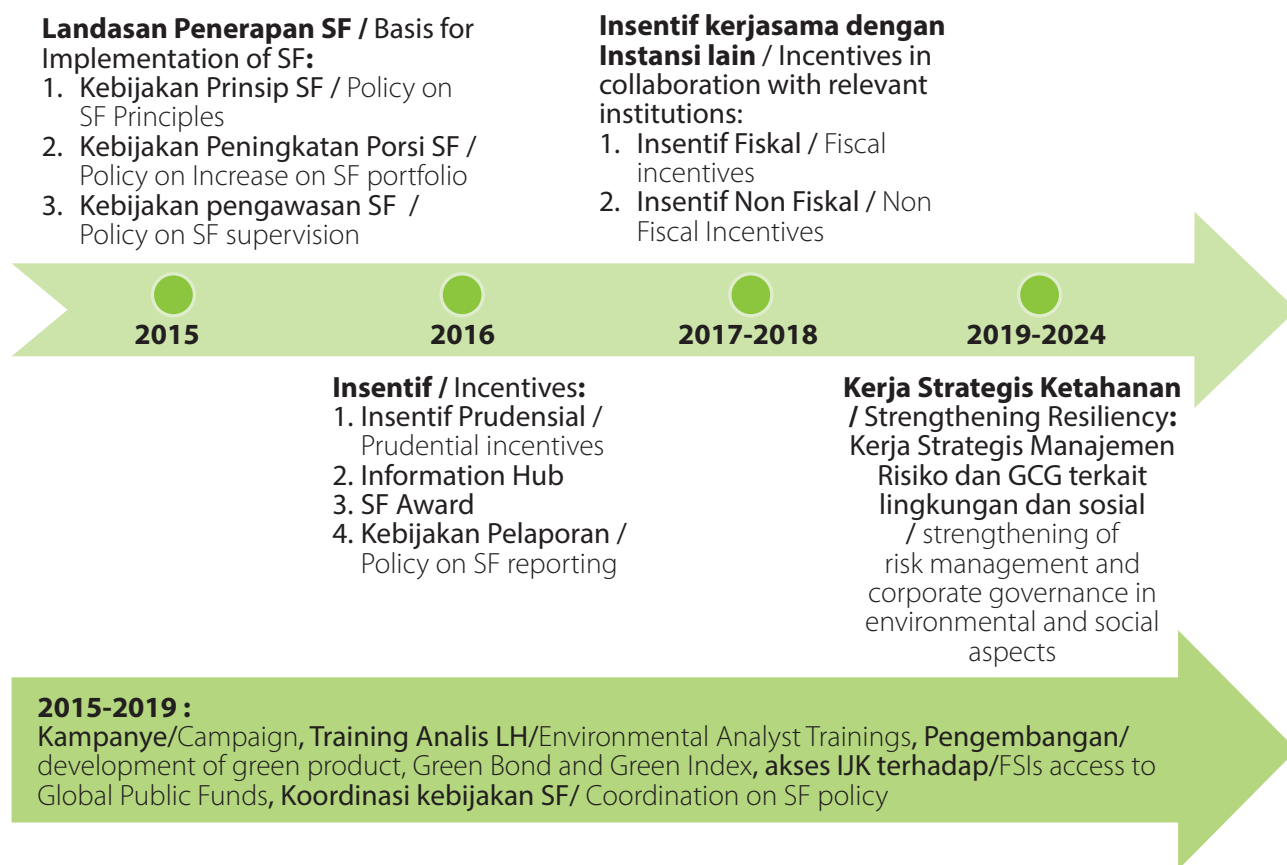 Landasan Penerapan SF / Basis for
Implementation of SF:
1. Kebijakan Prinsip SF / Policy on
SF Principles
2. Kebijakan Peningkatan Porsi SF /
Policy on Increase on SF portfolio
3. Kebijakan pengawasan SF /
Policy on SF supervision
Insentif kerjasama dengan
Instansi lain / Incentives in
collaboration with relevant
institutions:
1. Insentif Fiskal / Fiscal
incentives
2. Insentif Non Fiskal / Non
Fiscal Incentives
2015
2016
2017-2018
2019-2024
Insentif / Incentives:
1. Insentif Prudensial /
Prudential incentives
2. Information Hub
3. SF Award
4. Kebijakan Pelaporan /
Policy on SF reporting
Kerja Strategis Ketahanan
/ Strengthening Resiliency:
Kerja Strategis Manajemen
Risiko dan GCG terkait
lingkungan dan sosial
/ strengthening of
risk management and
corporate governance in
environmental and social
aspects
2015-2019 :
Kampanye/Campaign, Training Analis LH/Environmental Analyst Trainings, Pengembangan/
development of green product, Green Bond and Green Index, akses IJK terhadap/FSIs access to
Global Public Funds, Koordinasi kebijakan SF/ Coordination on SF policy